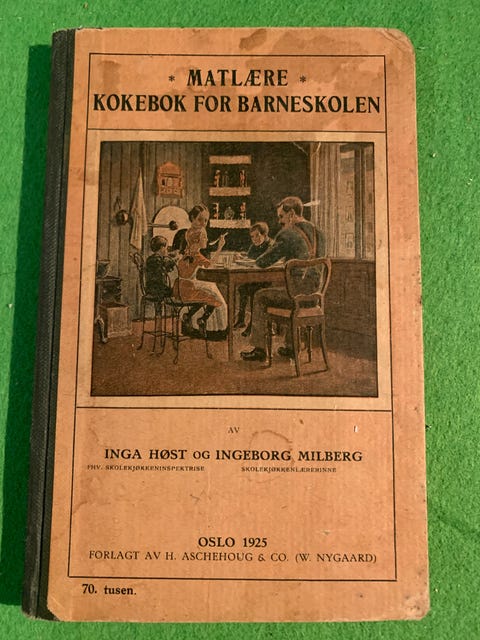 * MATLÆRE *
KOKEBOK FOR BARNESKOLEN
AV
INGA HØST OG INGEBORG MILBERG
FHV. SKOLEKJØKKENINSPEKTRISE SKOLEKJØKKENLÆRERINNE
OSLO 1925
FORLAGT AV H. ASCHEHOUG & CO. (W. NYGAARD)
70. tusen.